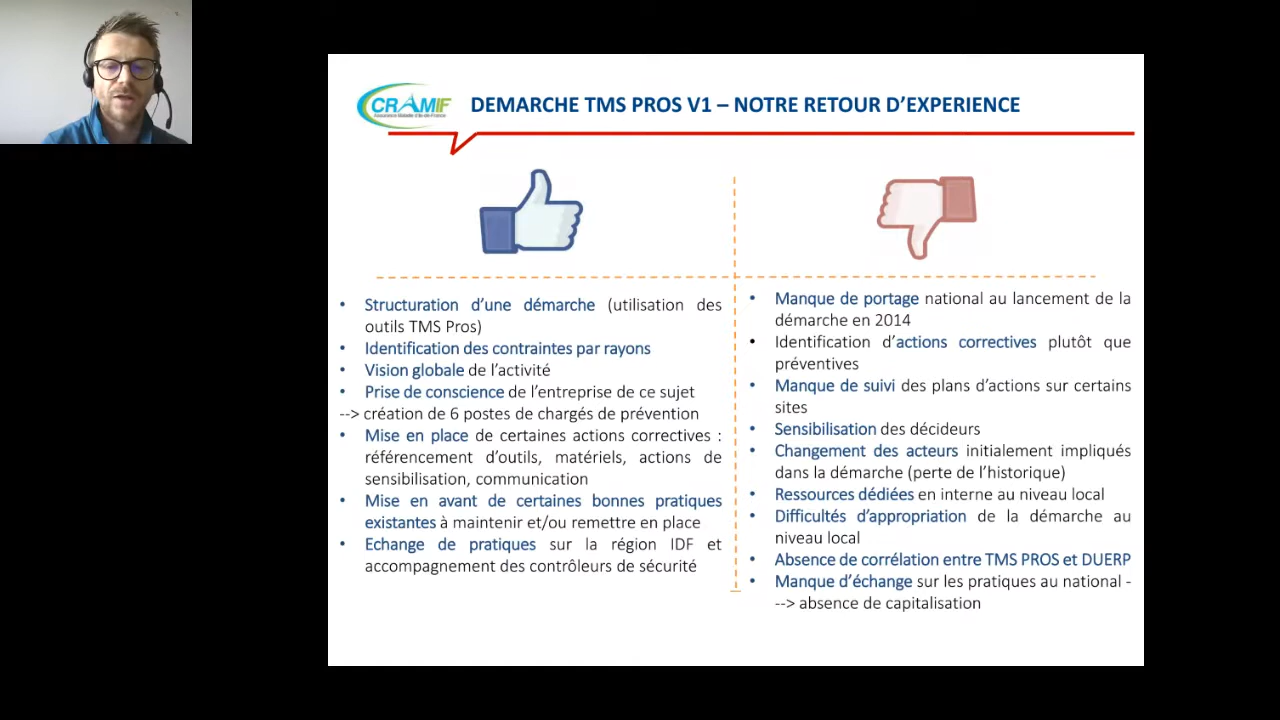 CRAMIF
DEMARCHE TMS PROS V1 – NOTRE RETOUR D'EXPERIENCE
• Structuration d'une démarche (utilisation des
outils TMS Pros)
• Identification des contraintes par rayons
• Vision globale de l'activité
• Prise de conscience de l'entreprise de ce sujet
--> création de 6 postes de chargés de prévention
• Mise en place de certaines actions correctives :
référencement d'outils, matériels, actions de
sensibilisation, communication
• Mise en avant de certaines bonnes pratiques
existantes à maintenir et/ou remettre en place
• Echange de pratiques sur la région IDF et
accompagnement des contrôleurs de sécurité
• Manque de portage national au lancement de la
démarche en 2014
• Identification d'actions correctives plutôt que
préventives
• Manque de suivi des plans d'actions sur certains
sites
• Sensibilisation des décideurs
• Changement des acteurs initialement impliqués
dans la démarche (perte de l'historique)
• Ressources dédiées en interne au niveau local
• Difficultés d'appropriation de la démarche au
niveau local
• Absence de corrélation entre TMS PROS et DUERP
• Manque d'échange sur les pratiques au national -
--> absence de capitalisation